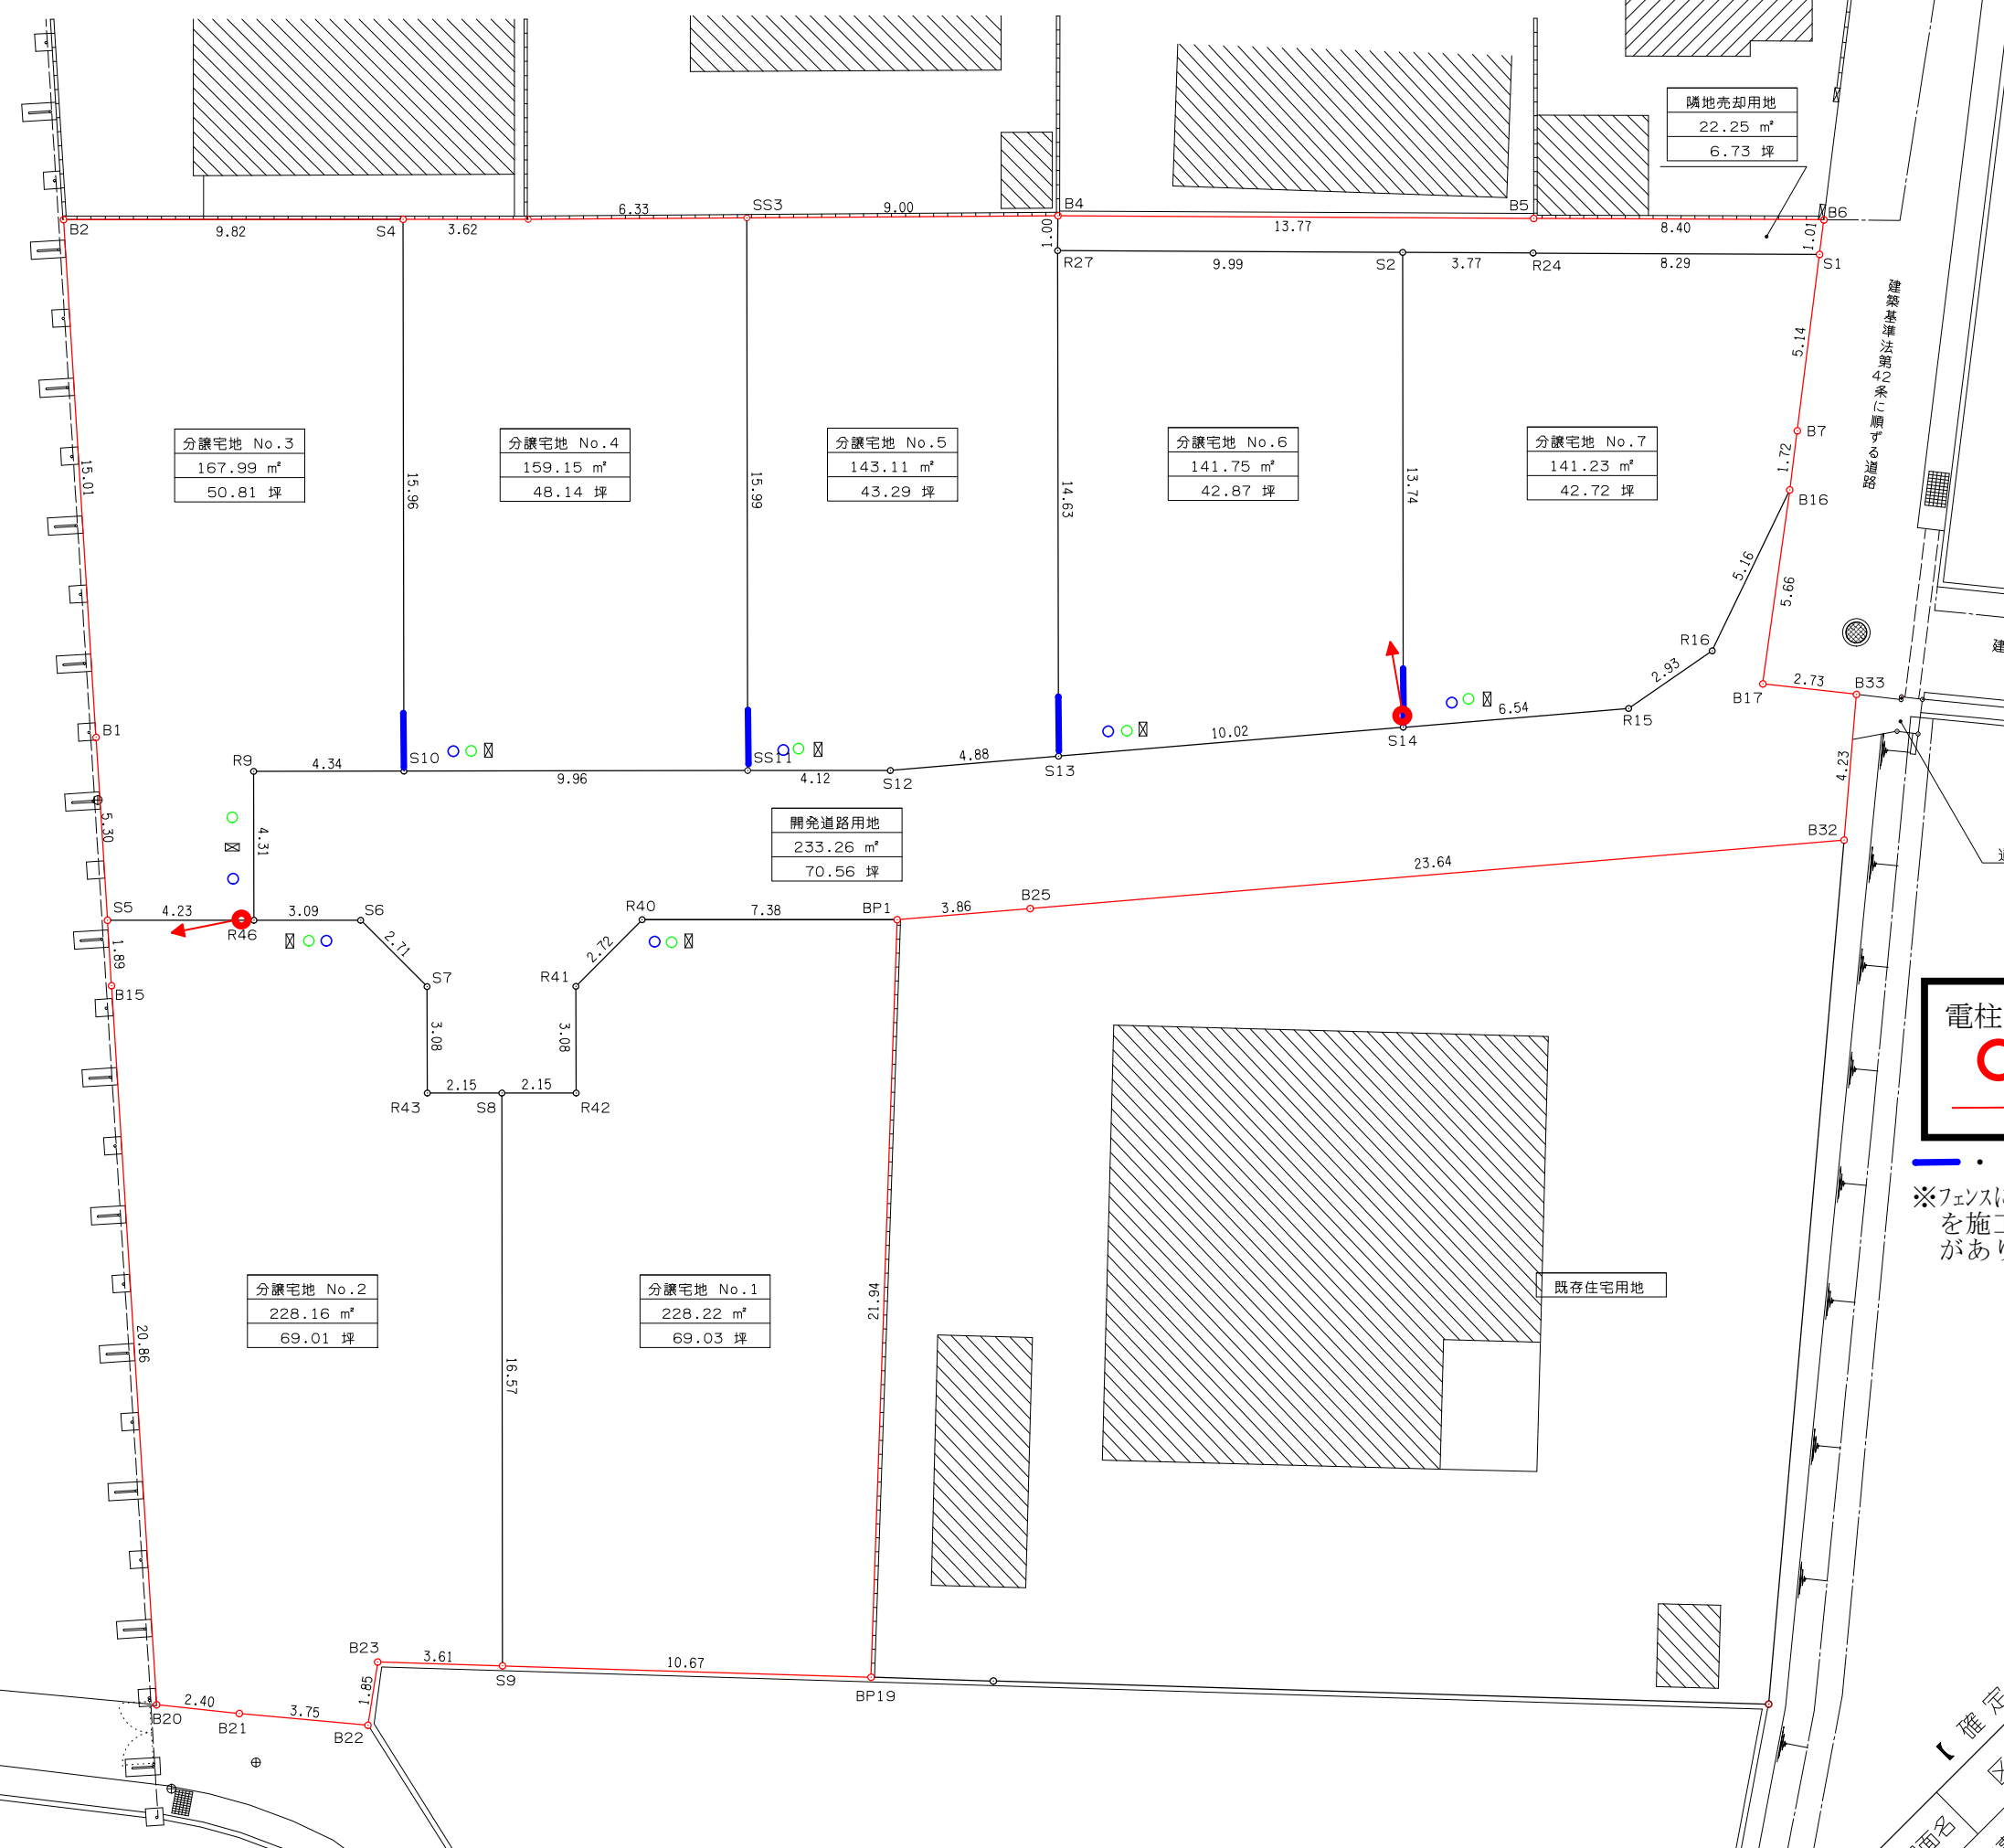 隣地売却用地
22.25 ㎡
6.73 坪
B2
9.82
S4
3.62
6.33
SS3
9.00
B4
1.00
13.77
B5
8.40
B6
1.01
R27
9.99
S2
3.77
R24
8.29
S1
建築基準法第42条に順ずる道路
5.14
B7
1.72
B16
分譲宅地 No.3
167.99 ㎡
50.81 坪
分譲宅地 No.4
159.15 ㎡
48.14 坪
分譲宅地 No.5
143.11 ㎡
43.29 坪
分譲宅地 No.6
141.75 ㎡
42.87 坪
分譲宅地 No.7
141.23 ㎡
42.72 坪
15.01
15.96
15.99
14.63
13.74
5.16
5.66
R16
建
B17
2.73
B33
2.93
R15
6.54
S14
10.02
S13
4.88
S12
4.12
SS11
9.96
S10
4.34
R9
B1
5.30
4.31
4.23
B32
23.64
開発道路用地
233.26 ㎡
70.56 坪
道
S5
4.23
R46
3.09
S6
2.71
S7
R40
7.38
BP1
3.86
B25
2.72
R41
1.89
B15
3.08
3.08
R43
2.15
S8
2.15
R42
電柱
・
※フェンスに
を施工
があり
分譲宅地 No.2
228.16 ㎡
69.01 坪
分譲宅地 No.1
228.22 ㎡
69.03 坪
既存住宅用地
20.86
16.57
21.94
B23
3.61
S9
10.67
BP19
1.85
B20
2.40
B21
3.75
B22
【確定
面名